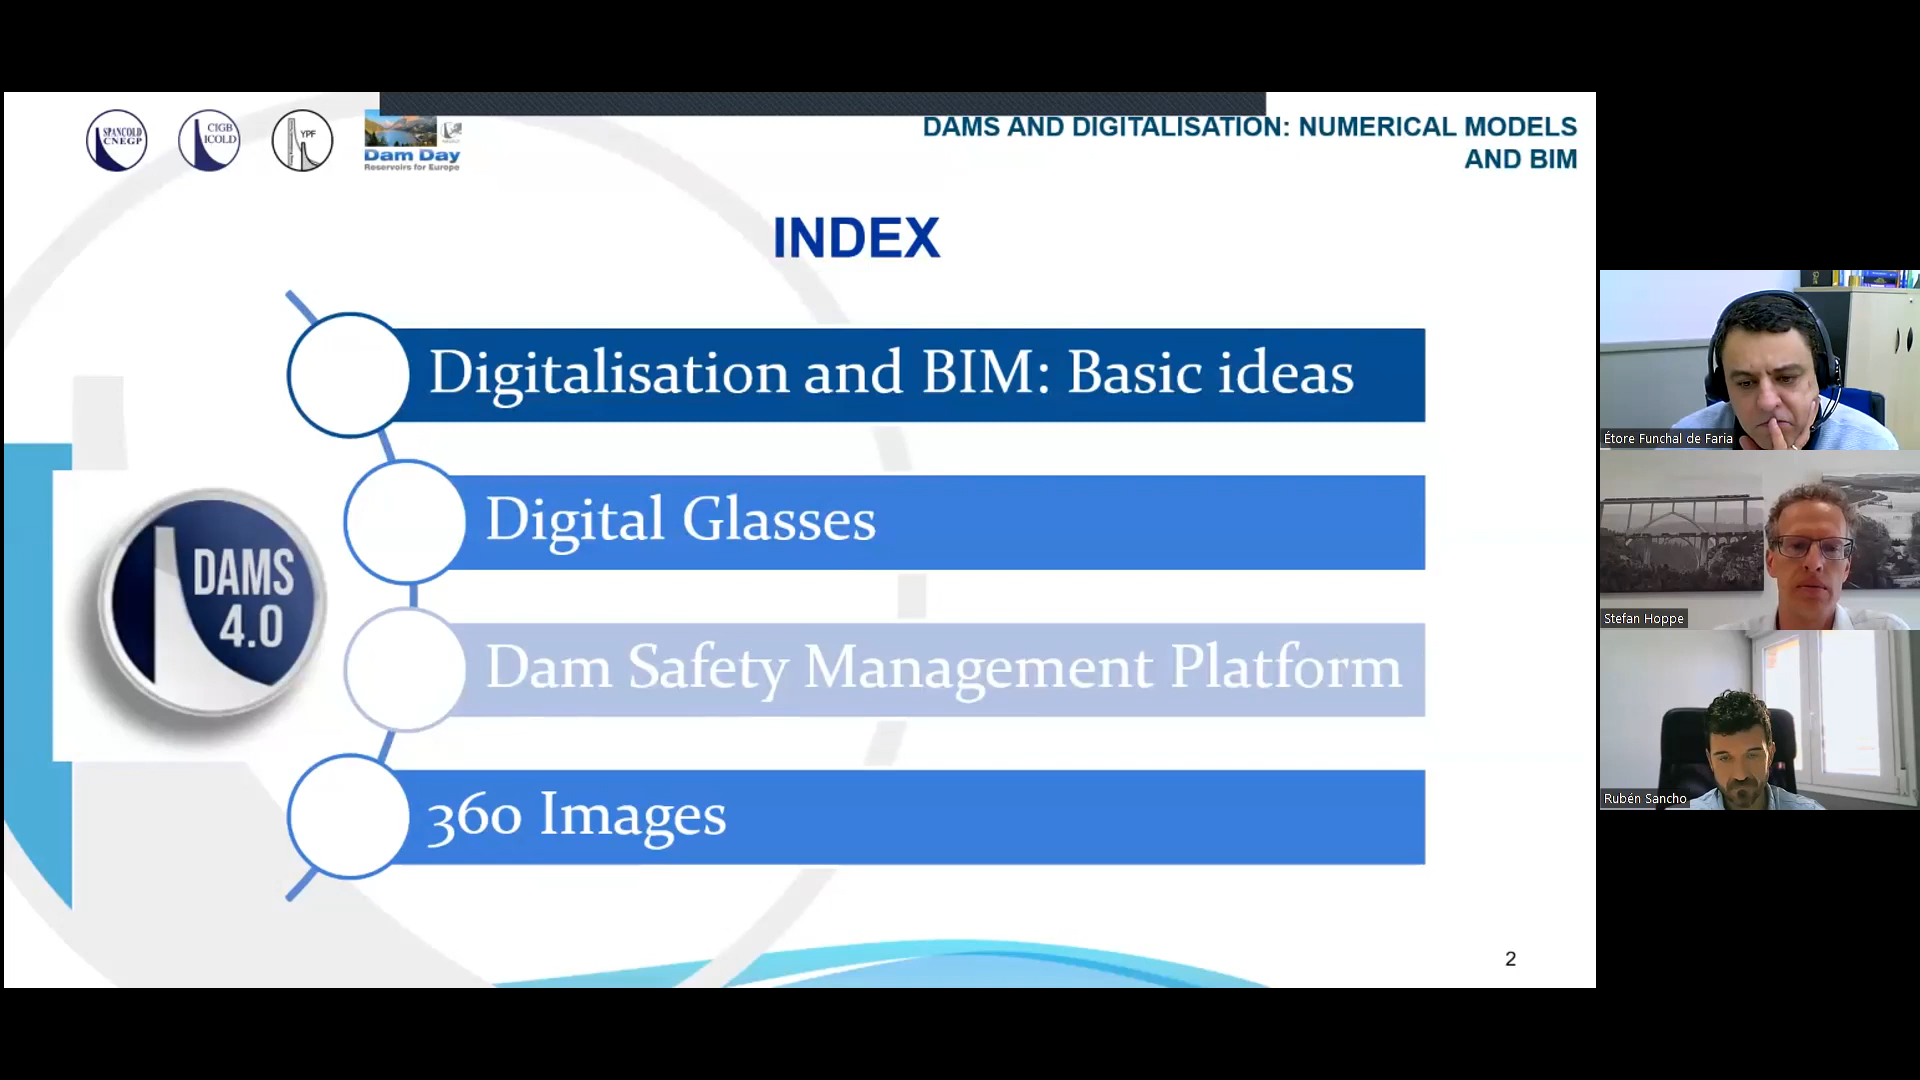 SPANCOLD
CNEGP
CIGB
ICOLD
YPF
Dam Day
Reservoirs for Europe
DAMS AND DIGITALISATION: NUMERICAL MODELS
AND BIM
INDEX
Digitalisation and BIM: Basic ideas
Digital Glasses
Dam Safety Management Platform
360 Images
DAMS
4.0
2
Étore Funchal de Faria
Stefan Hoppe
Rubén Sancho